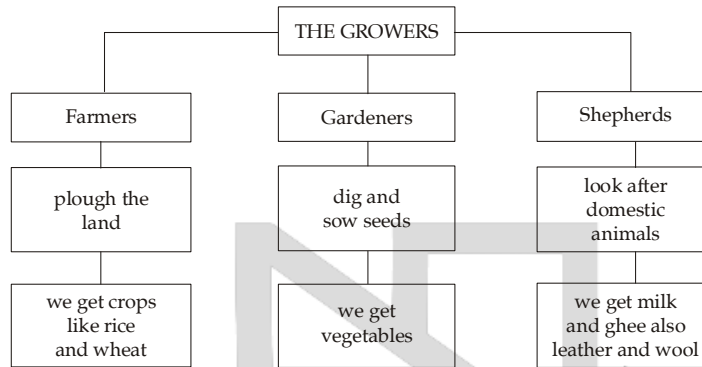 THE GROWERS
Farmers
Gardeners
Shepherds
plough the
land
dig and
sow seeds
look after
domestic
animals
we get crops
like rice
and wheat
we get
vegetables
we get milk
and ghee also
leather and wool